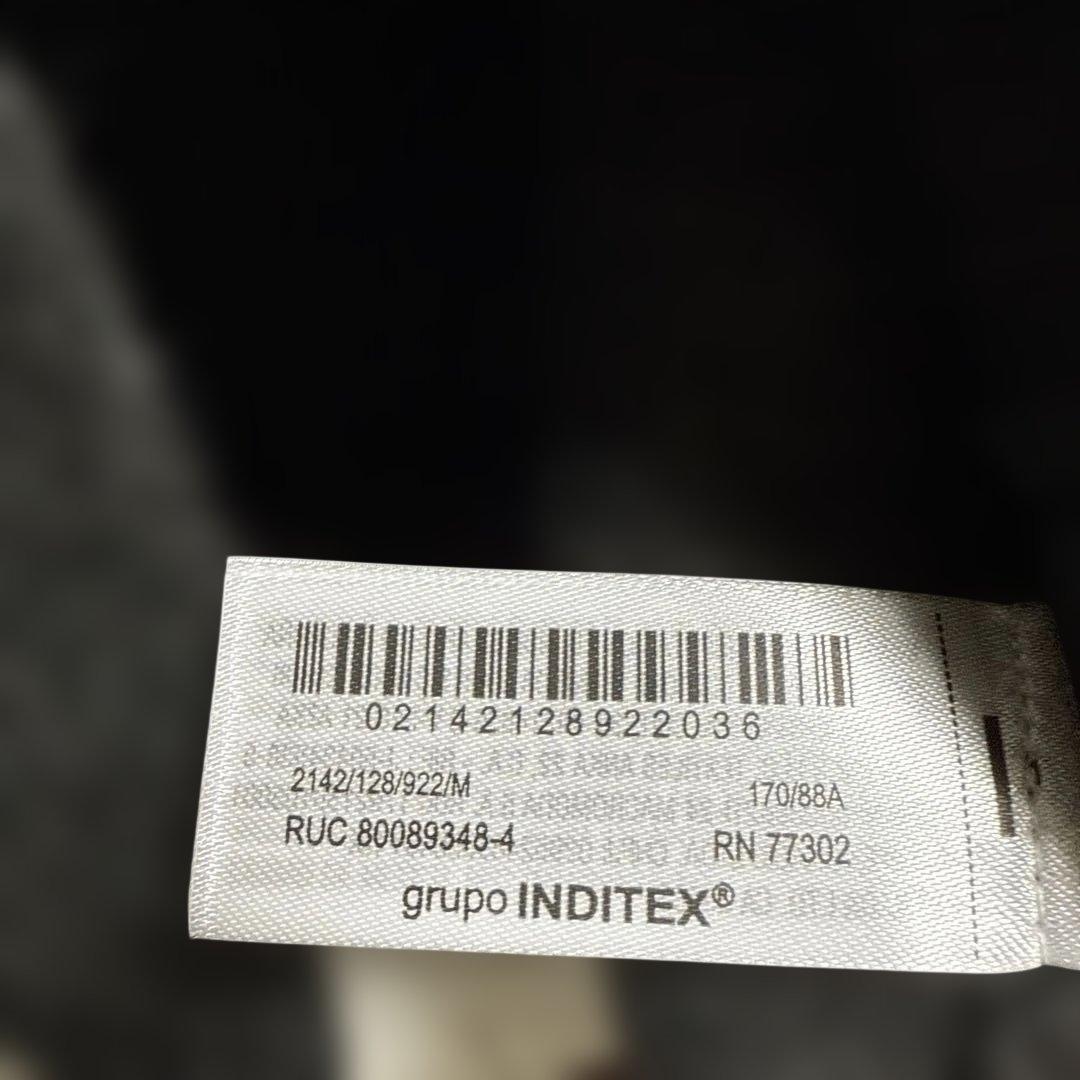 02142128922036
2142/128/922/M 170/88A
RUC 80089348-4 RN 77302
grupo INDITEX®